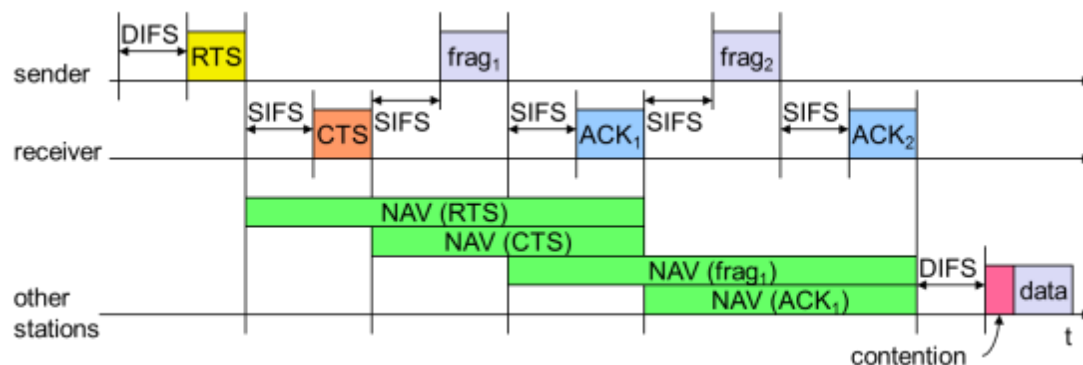 DIFS
RTS
frag₁
frag₂
sender
SIFS
CTS
SIFS
SIFS
ACK₁
SIFS
SIFS
ACK₂
receiver
NAV (RTS)
NAV (CTS)
NAV (frag₁)
NAV (ACK₁)
DIFS
data
other
stations
t
contention